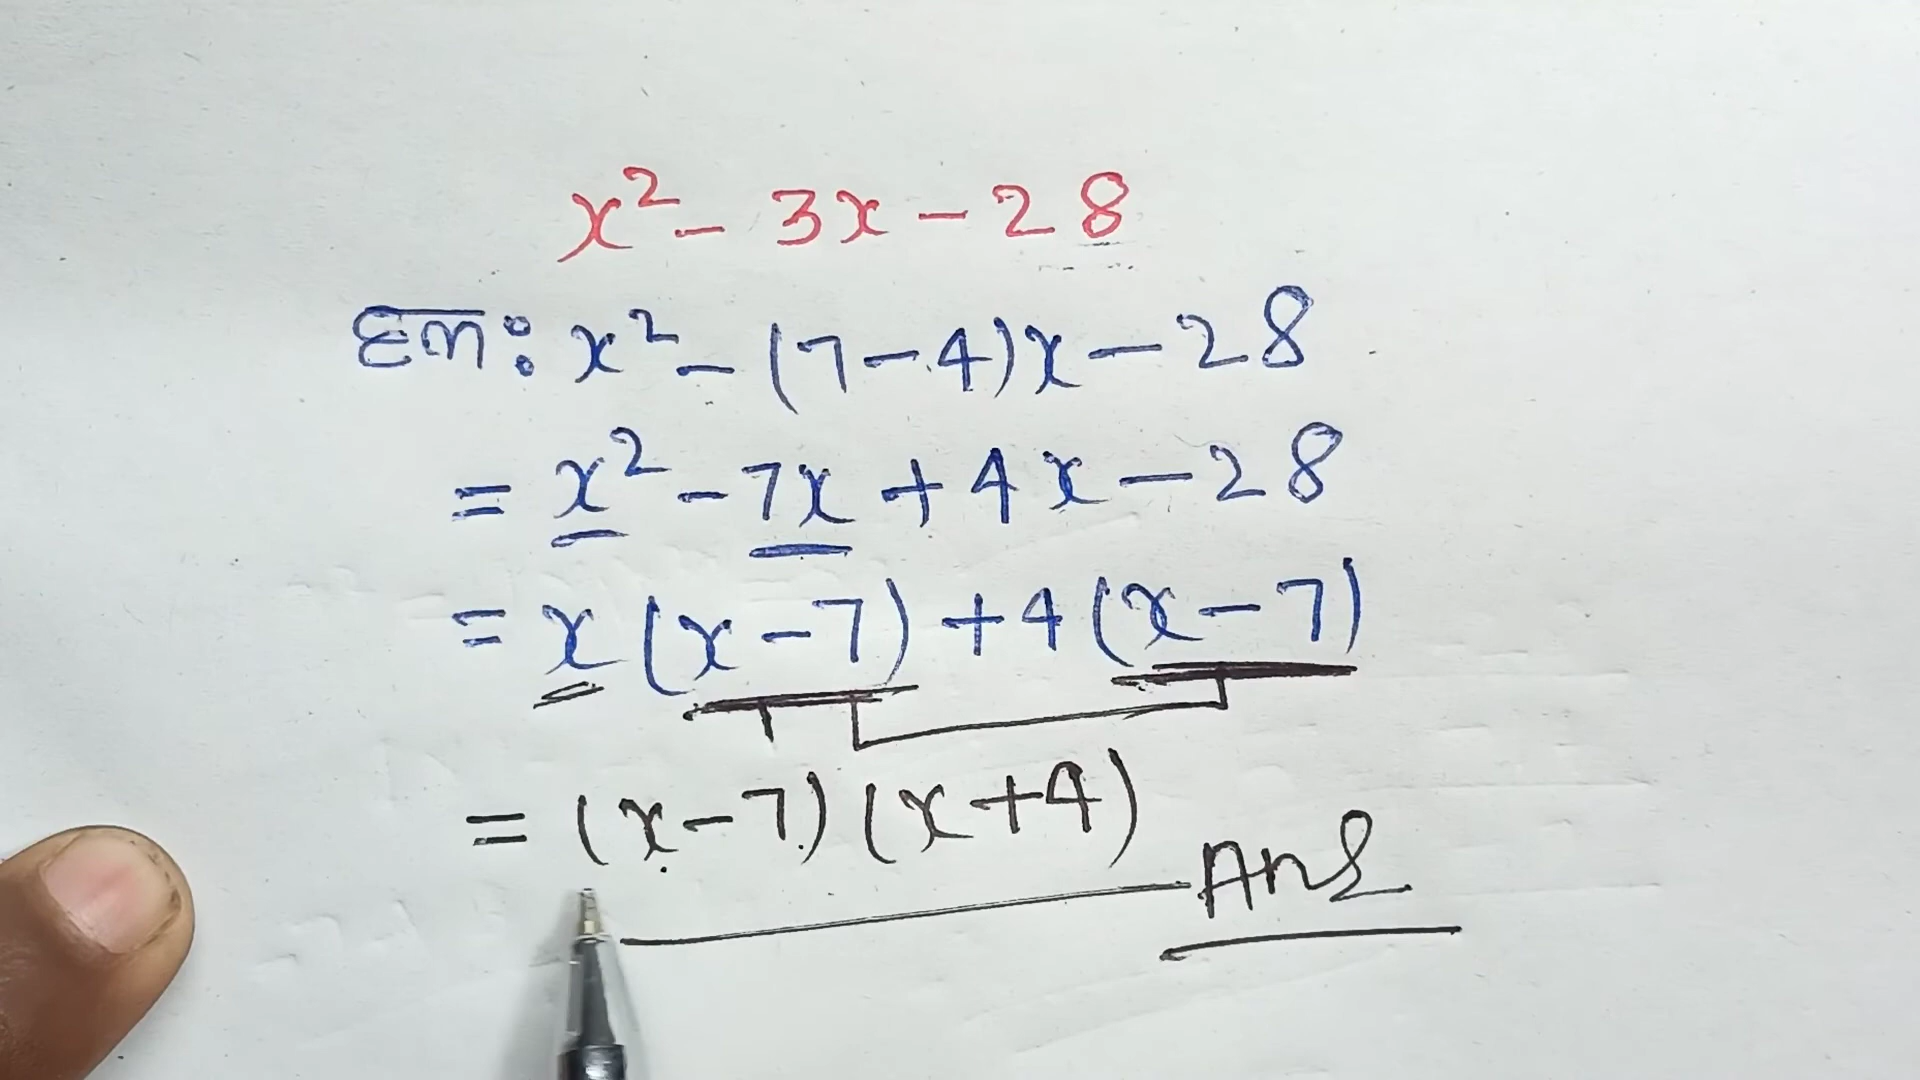 x² - 3x - 28
হল: x² - (7 - 4)x - 28
= x² - 7x + 4x - 28
= x (x - 7) + 4 (x - 7)
= (x - 7) (x + 4)
Ans